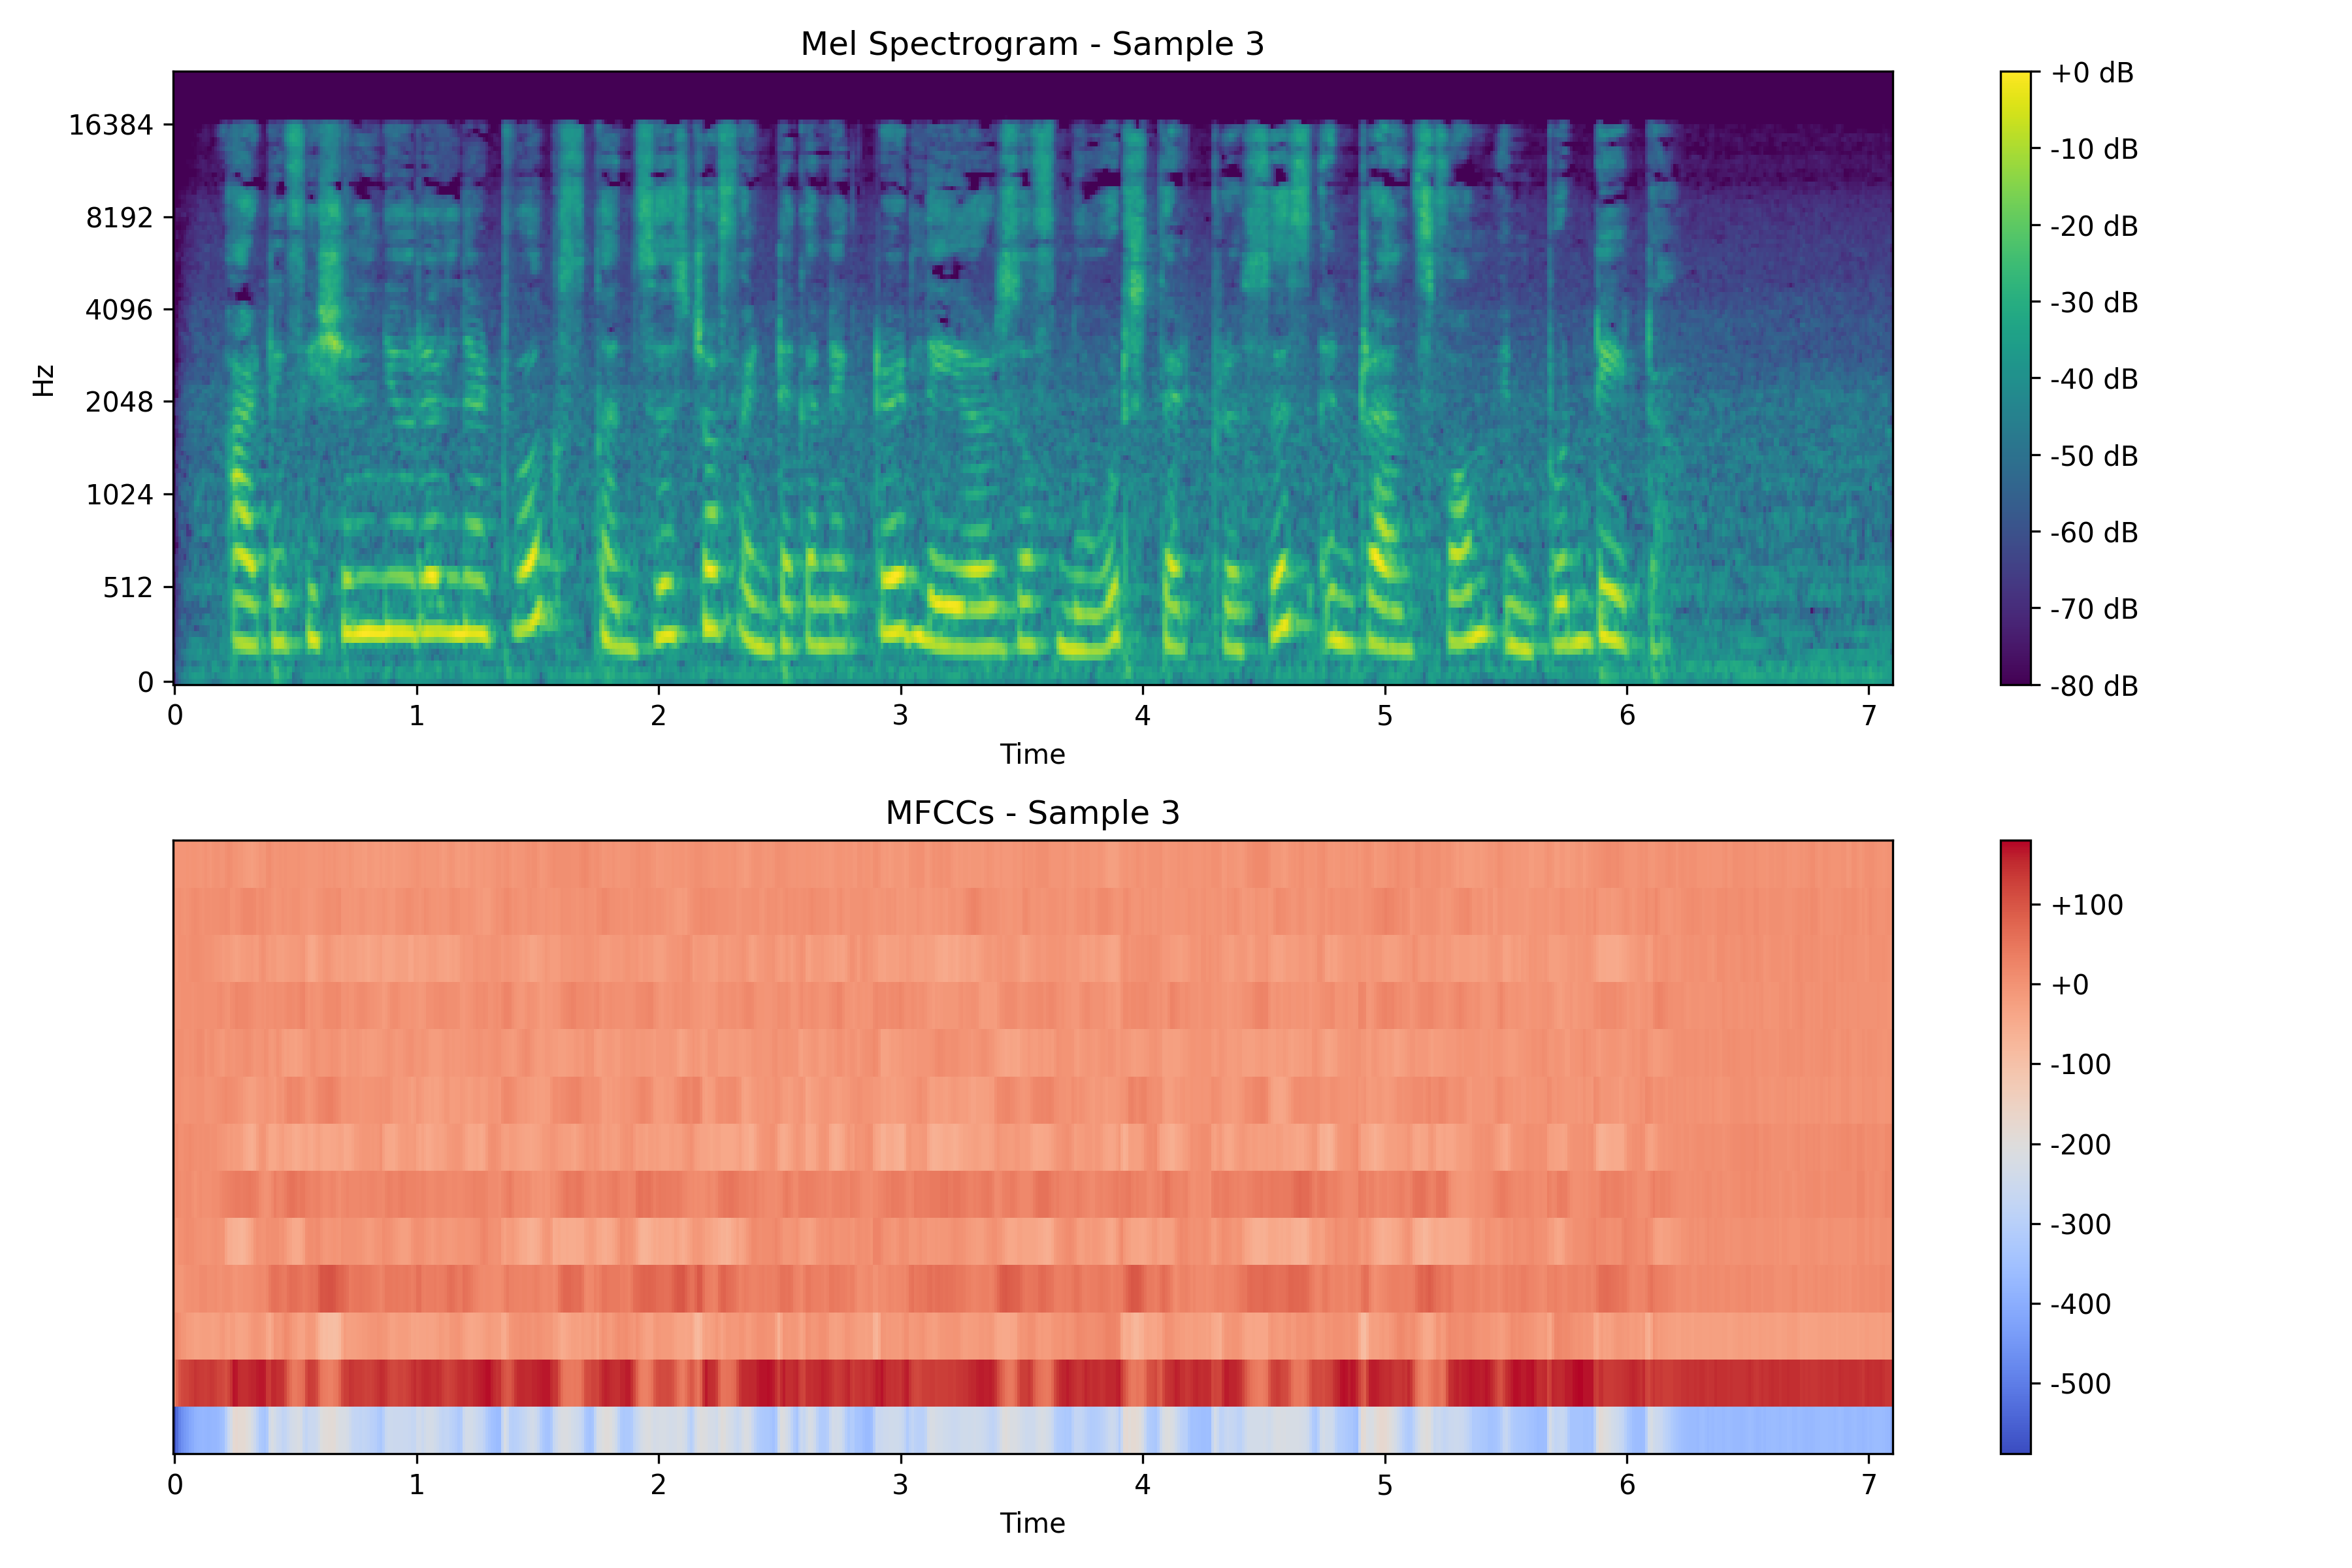 Mel Spectrogram - Sample 3
Hz
16384
8192
4096
2048
1024
512
0
0 1 2 3 4 5 6 7
Time
+0 dB
-10 dB
-20 dB
-30 dB
-40 dB
-50 dB
-60 dB
-70 dB
-80 dB
MFCCs - Sample 3
0 1 2 3 4 5 6 7
Time
+100
+0
-100
-200
-300
-400
-500